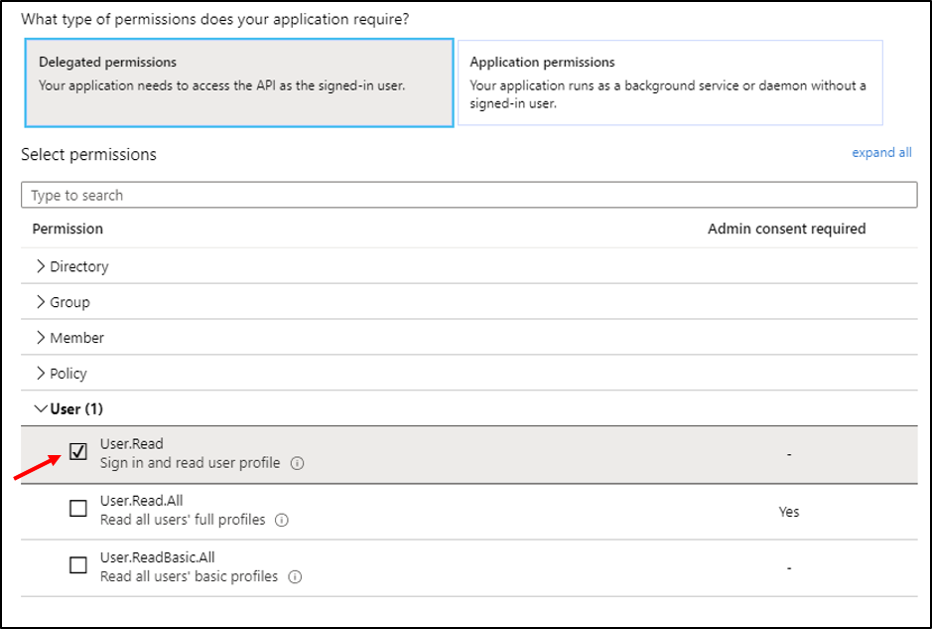 What type of permissions does your application require?
Delegated permissions
Your application needs to access the API as the signed-in user.
Application permissions
Your application runs as a background service or daemon without a
signed-in user.
Select permissions
expand all
Type to search
Permission
Admin consent required
Directory
Group
Member
Policy
User (1)
User.Read
Sign in and read user profile
-
User.Read.All
Read all users' full profiles
Yes
User.ReadBasic.All
Read all users' basic profiles
-